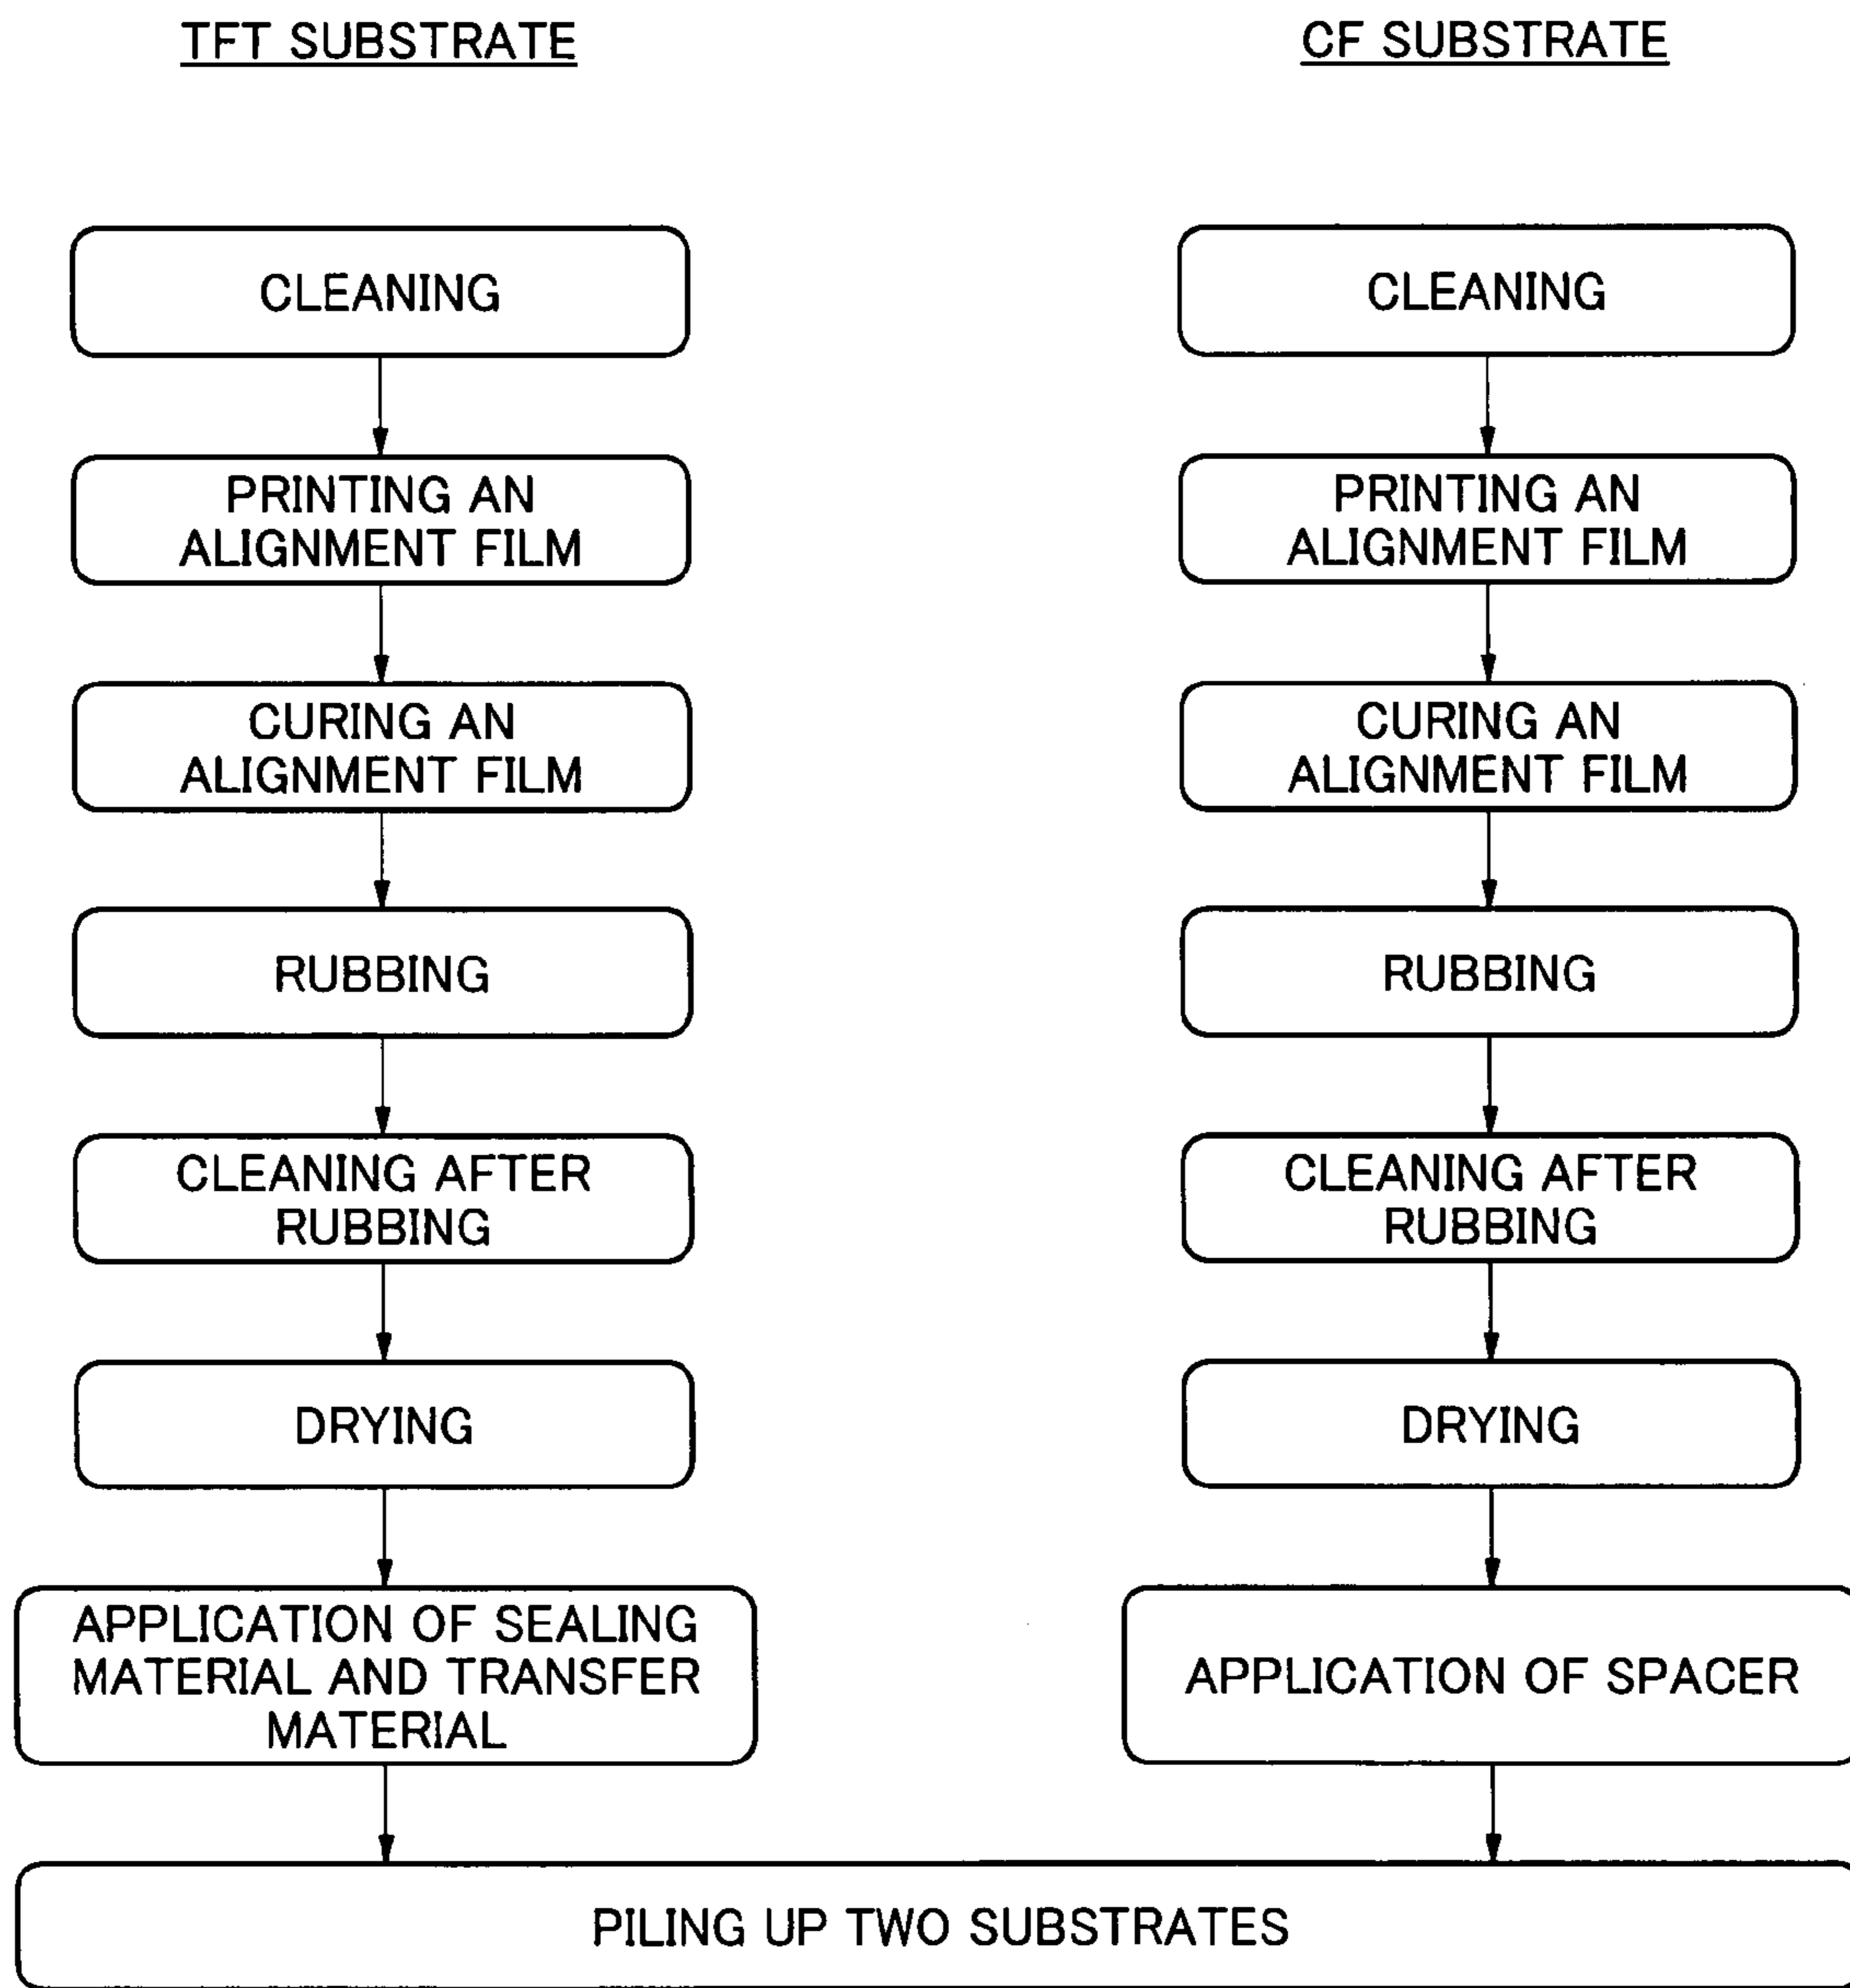 TFT SUBSTRATE
CLEANING
PRINTING AN
ALIGNMENT FILM
CURING AN
ALIGNMENT FILM
RUBBING
CLEANING AFTER
RUBBING
DRYING
APPLICATION OF SEALING
MATERIAL AND TRANSFER
MATERIAL
CF SUBSTRATE
CLEANING
PRINTING AN
ALIGNMENT FILM
CURING AN
ALIGNMENT FILM
RUBBING
CLEANING AFTER
RUBBING
DRYING
APPLICATION OF SPACER
PILING UP TWO SUBSTRATES